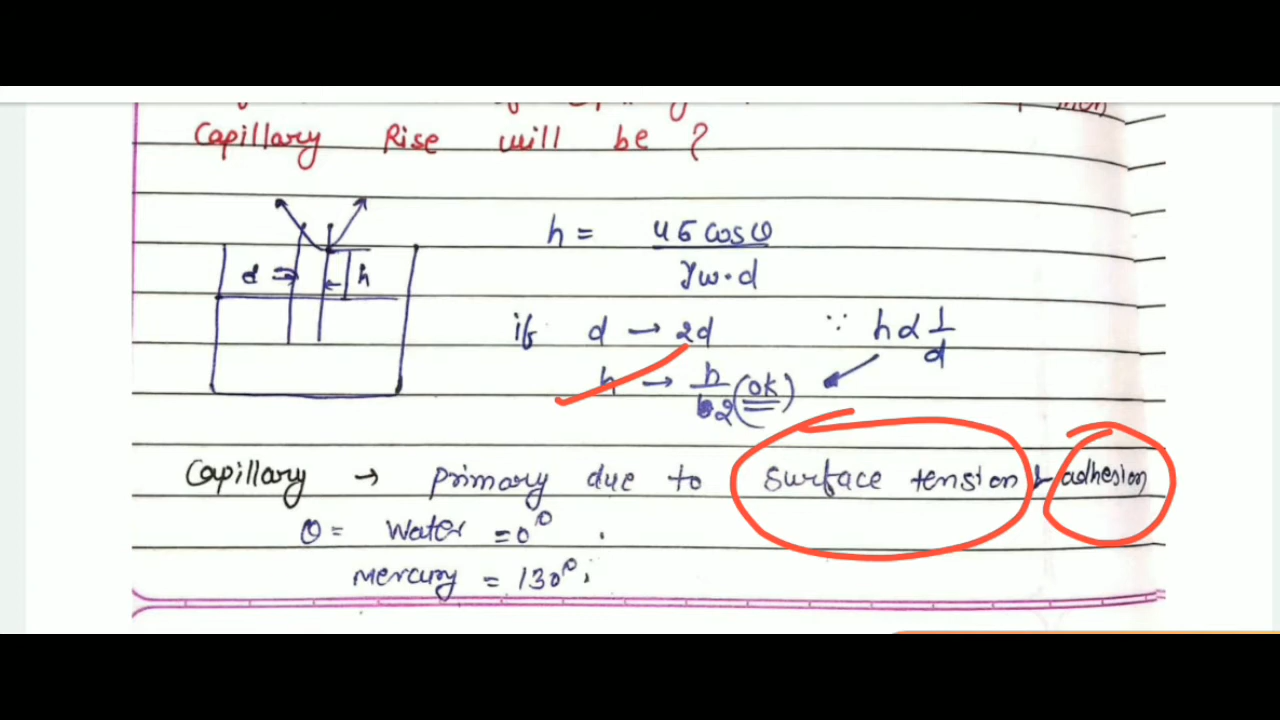 Capillary Rise will be ?
h = 4σ cosθ
γw·d
d h
if d → 2d ∵ h ∝ 1/d
h → h/2 (ok)
Capillary → primary due to surface tension & adhesion
θ = water = 0°
mercury = 130°